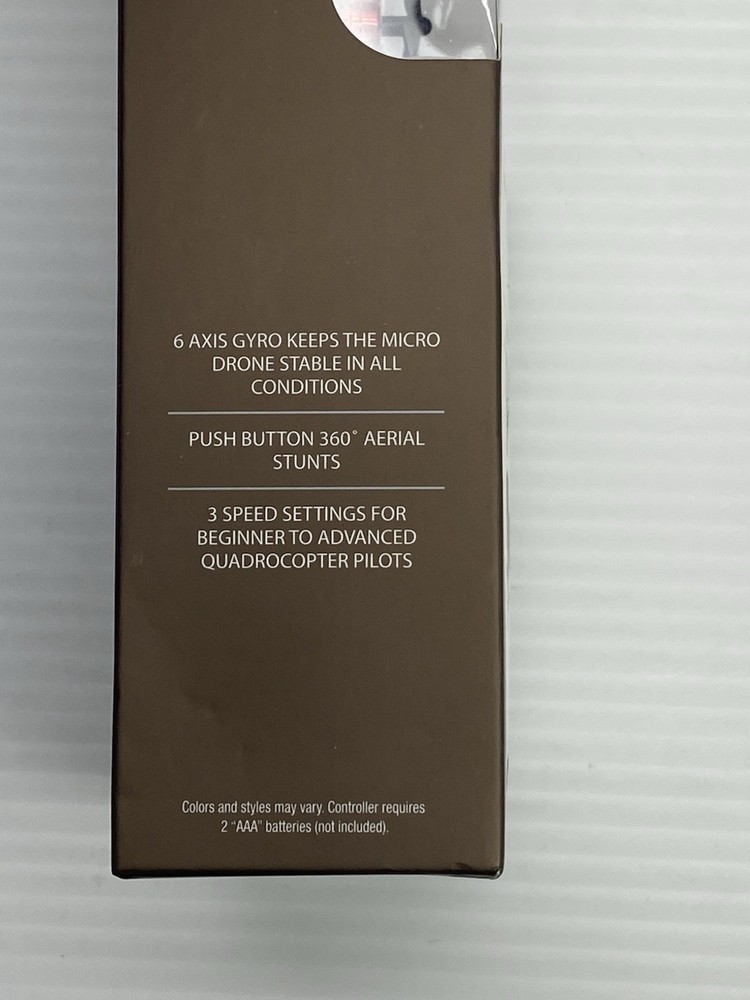 6 AXIS GYRO KEEPS THE MICRO
DRONE STABLE IN ALL
CONDITIONS
PUSH BUTTON 360° AERIAL
STUNTS
3 SPEED SETTINGS FOR
BEGINNER TO ADVANCED
QUADROCOPTER PILOTS
Colors and styles may vary. Controller requires
2 “AAA” batteries (not included).